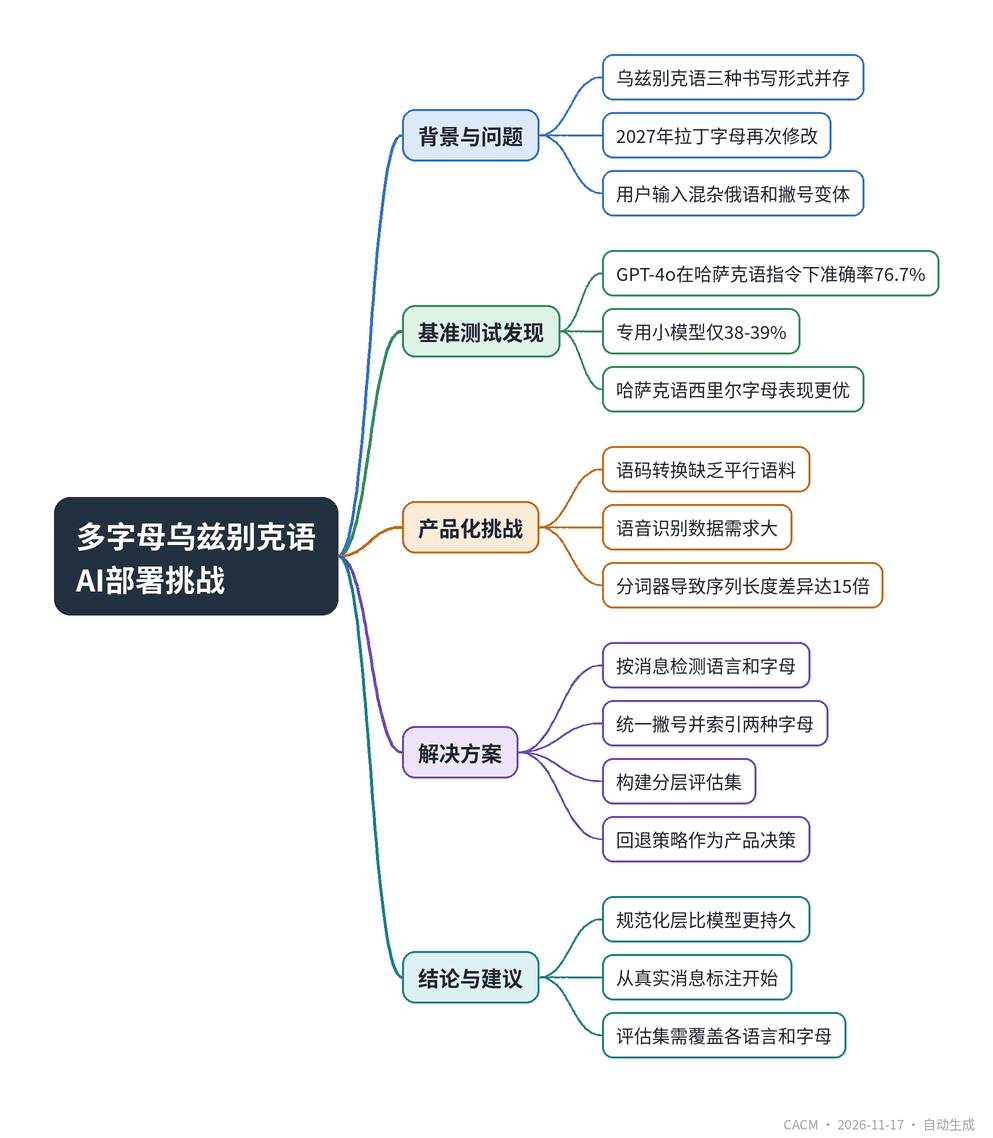 多字母乌兹别克语
AI部署挑战
背景与问题
乌兹别克语三种书写形式并存
2027年拉丁字母再次修改
用户输入混杂俄语和撇号变体
基准测试发现
GPT-4o在哈萨克语指令下准确率76.7%
专用小模型仅38-39%
哈萨克语西里尔字母表现更优
产品化挑战
语码转换缺乏平行语料
语音识别数据需求大
分词器导致序列长度差异达15倍
解决方案
按消息检测语言和字母
统一撇号并索引两种字母
构建分层评估集
回退策略作为产品决策
结论与建议
规范化层比模型更持久
从真实消息标注开始
评估集需覆盖各语言和字母
CACM • 2026-11-17 • 自动生成